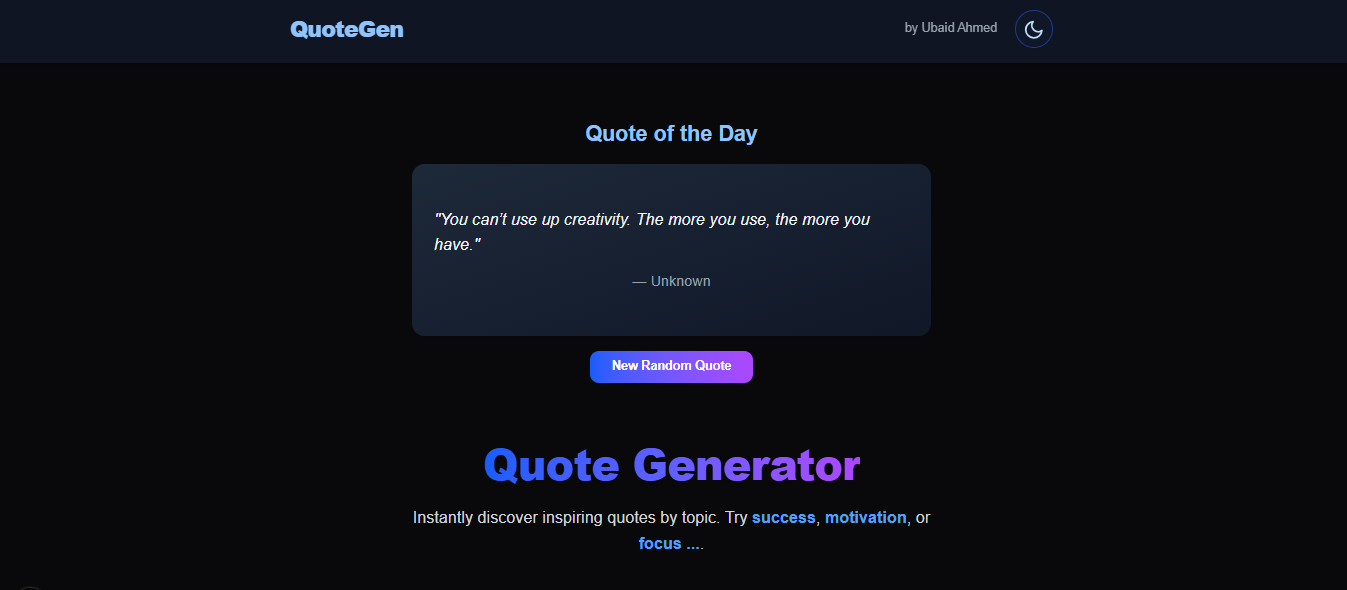 QuoteGen
by Ubaid Ahmed
Quote of the Day
"You can’t use up creativity. The more you use, the more you
have."
— Unknown
New Random Quote
Quote Generator
Instantly discover inspiring quotes by topic. Try success, motivation, or
focus ....